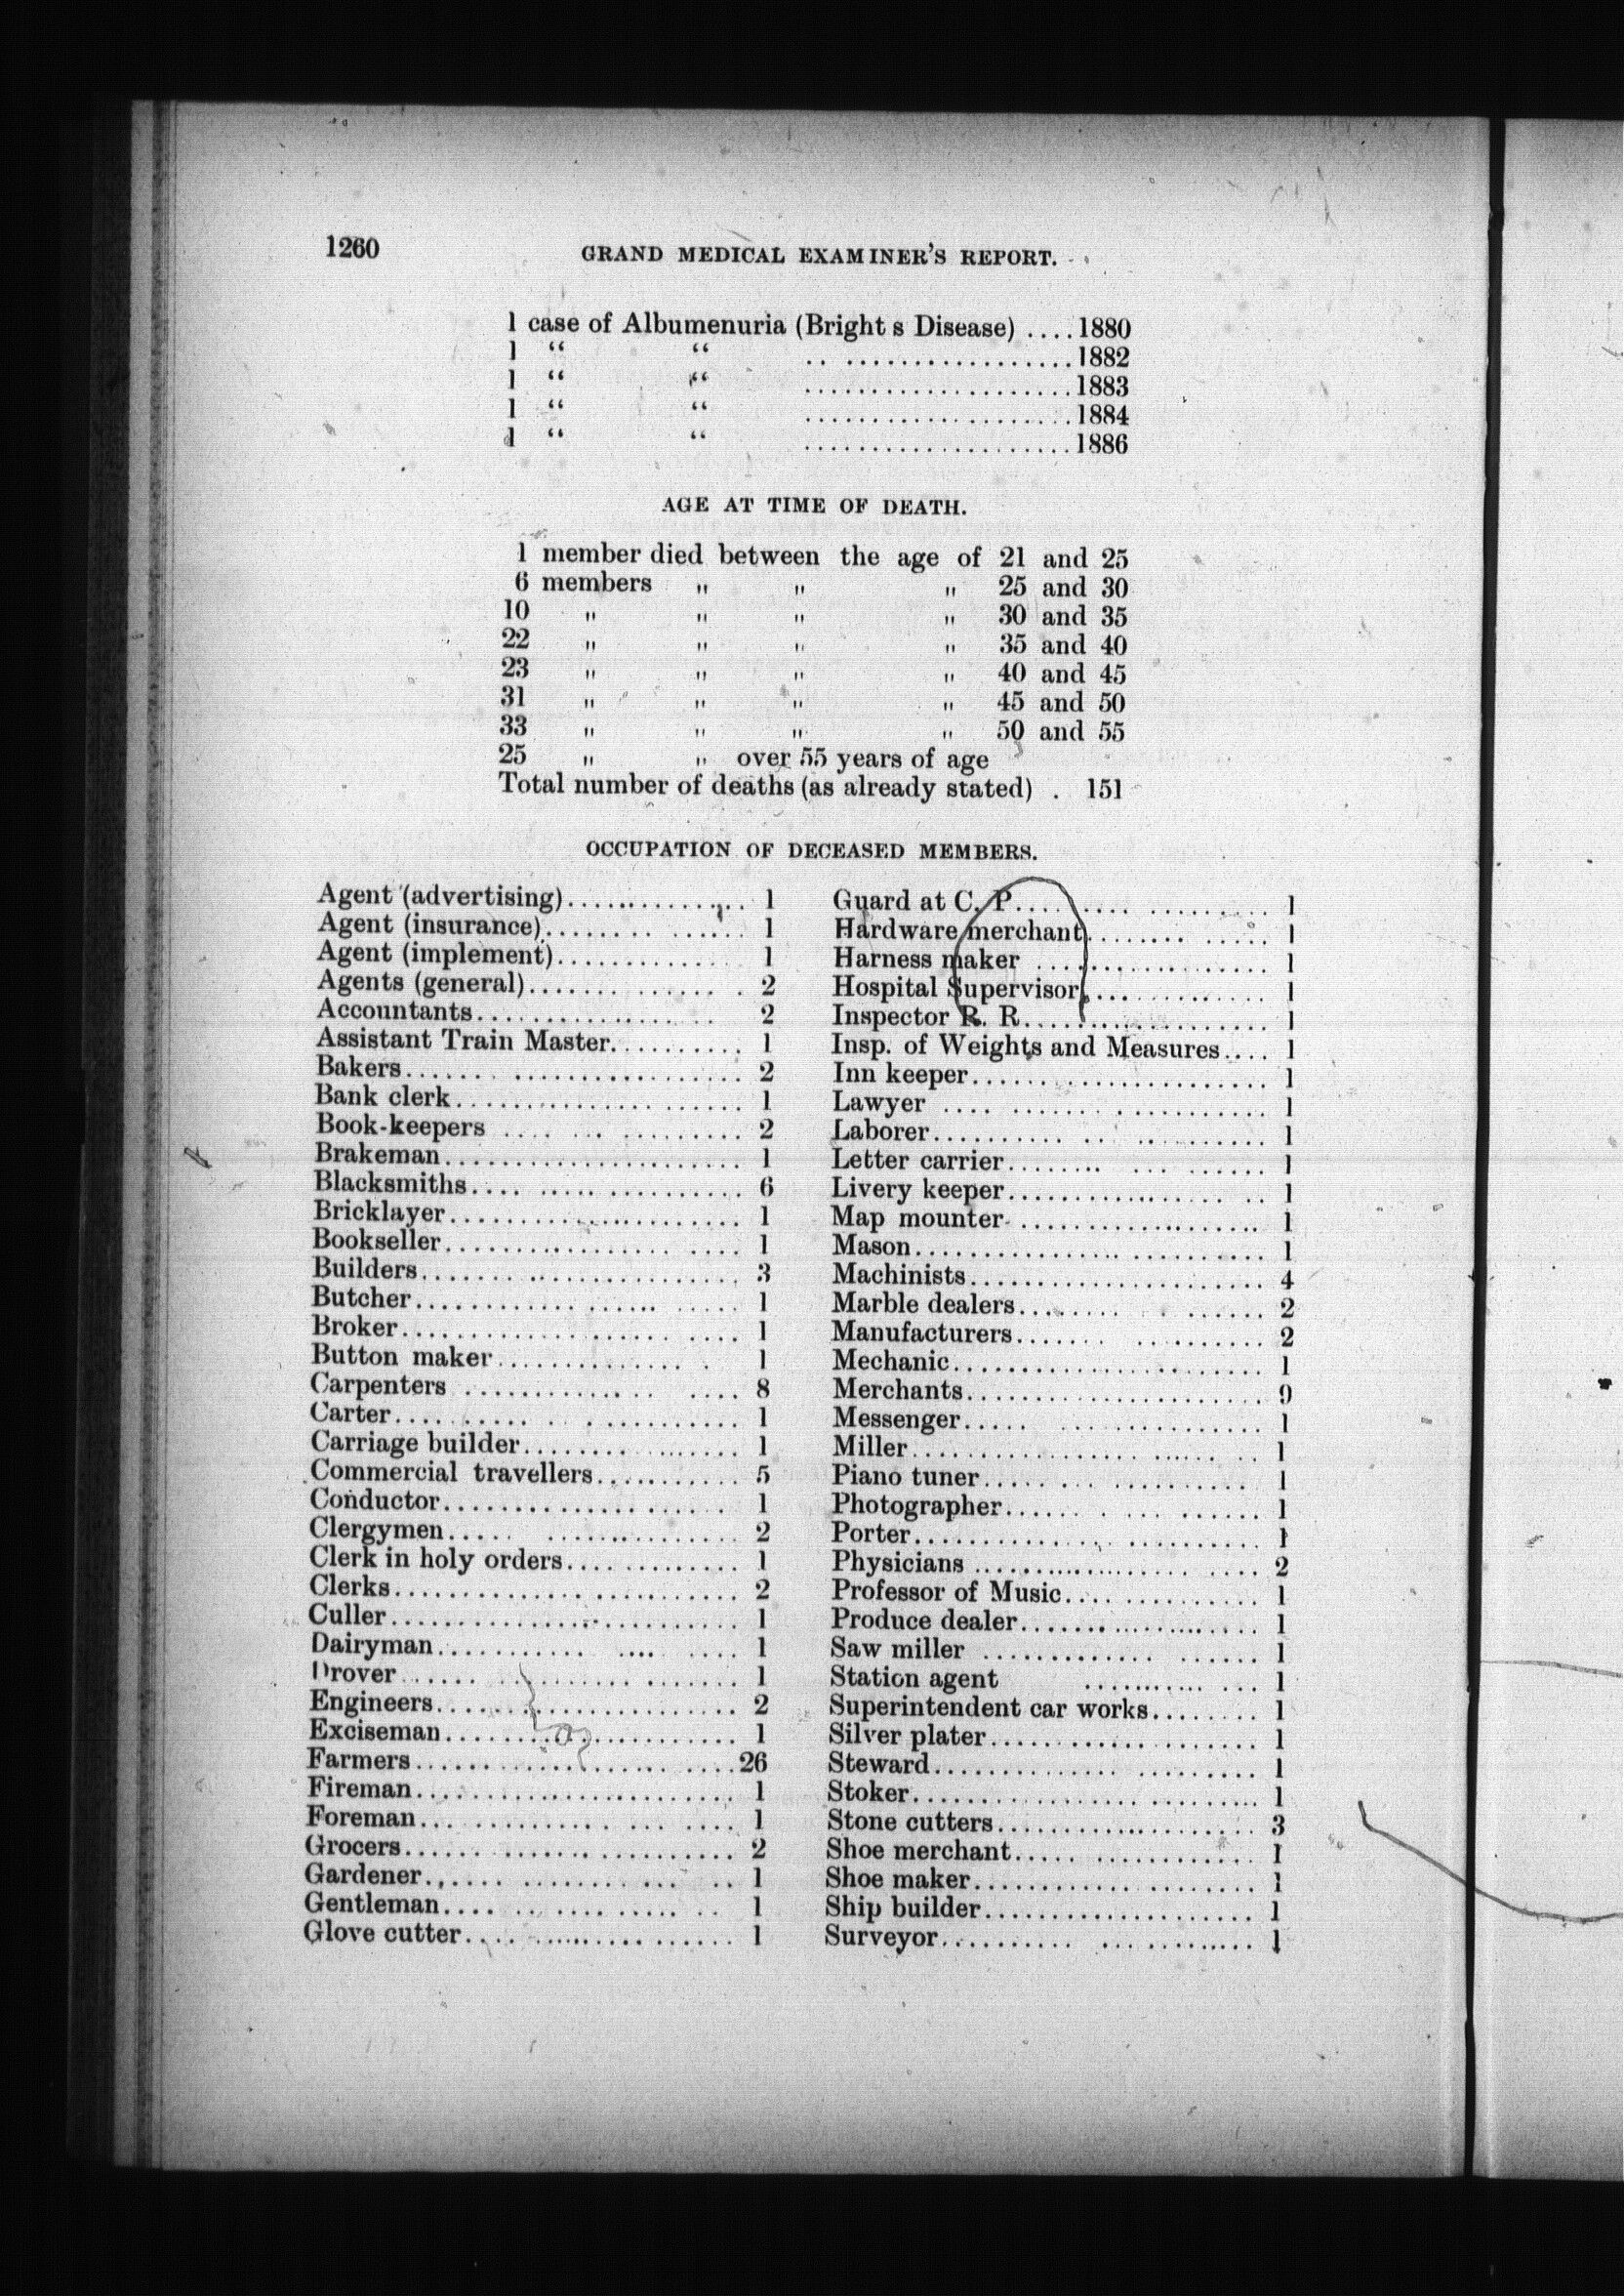 1260 GRAND MEDICAL EXAMINER'S REPORT.
1 case of Albumenuria (Bright s Disease) ....1880
1 “ “ .. .................1882
1 “ “ ....................1883
1 “ “ ....................1884
1 “ “ ....................1886
AGE AT TIME OF DEATH.
1 member died between the age of 21 and 25
6 members " " " 25 and 30
10 " " " " 30 and 35
22 " " " " 35 and 40
23 " " " " 40 and 45
31 " " " " 45 and 50
33 " " " " 50 and 55
25 " " over 55 years of age
Total number of deaths (as already stated) . 151
OCCUPATION OF DECEASED MEMBERS.
Agent (advertising)............. 1
Agent (insurance)............... 1
Agent (implement)............. 1
Agents (general)............... 2
Accountants.................. 2
Assistant Train Master.......... 1
Bakers....................... 2
Bank clerk..................... 1
Book-keepers .... ... ......... 2
Brakeman...................... 1
Blacksmiths.... ..... .......... 6
Bricklayer...................... 1
Bookseller...................... 1
Builders........................ 3
Butcher........................ 1
Broker......................... 1
Button maker................ 1
Carpenters .................. 8
Carter......................... 1
Carriage builder................ 1
Commercial travellers........... 5
Conductor..................... 1
Clergymen..... ............... 2
Clerk in holy orders............. 1
Clerks.......................... 2
Culler.......................... 1
Dairyman........... .... .... 1
Drover...... .................. 1
Engineers....................... 2
Exciseman...................... 1
Farmers........................26
Fireman........................ 1
Foreman... ............. ... .... 1
Grocers...... .................. 2
Gardener....... .......... ... .. 1
Gentleman.... .. .... ..... .. 1
Glove cutter.... ............... 1
Guard at C. P.... .... ......... 1
Hardware merchant........ ..... 1
Harness maker .................. 1
Hospital Supervisor.............. 1
Inspector R. R................... 1
Insp. of Weights and Measures.... 1
Inn keeper...................... 1
Lawyer .... ....... ............ 1
Laborer.......... .. .......... 1
Letter carrier........ ... ...... 1
Livery keeper................ .. 1
Map mounter .................. 1
Mason.......................... 1
Machinists...................... 4
Marble dealers........ . ...... 2
Manufacturers....... .......... 2
Mechanic....................... 1
Merchants....................... 9
Messenger..... ............... 1
Miller................... ..... .. 1
Piano tuner..... ... .......... 1
Photographer...... . ... ...... 1
Porter.......................... 1
Physicians ................ .... 2
Professor of Music.... .......... 1
Produce dealer.................. 1
Saw miller ............. ...... 1
Station agent ......... ... 1
Superintendent car works........ 1
Silver plater.................... 1
Steward.............. ......... 1
Stoker.......................... 1
Stone cutters.................... 3
Shoe merchant..... ............ 1
Shoe maker..................... 1
Ship builder.................... 1
Surveyor.......... ............ 1